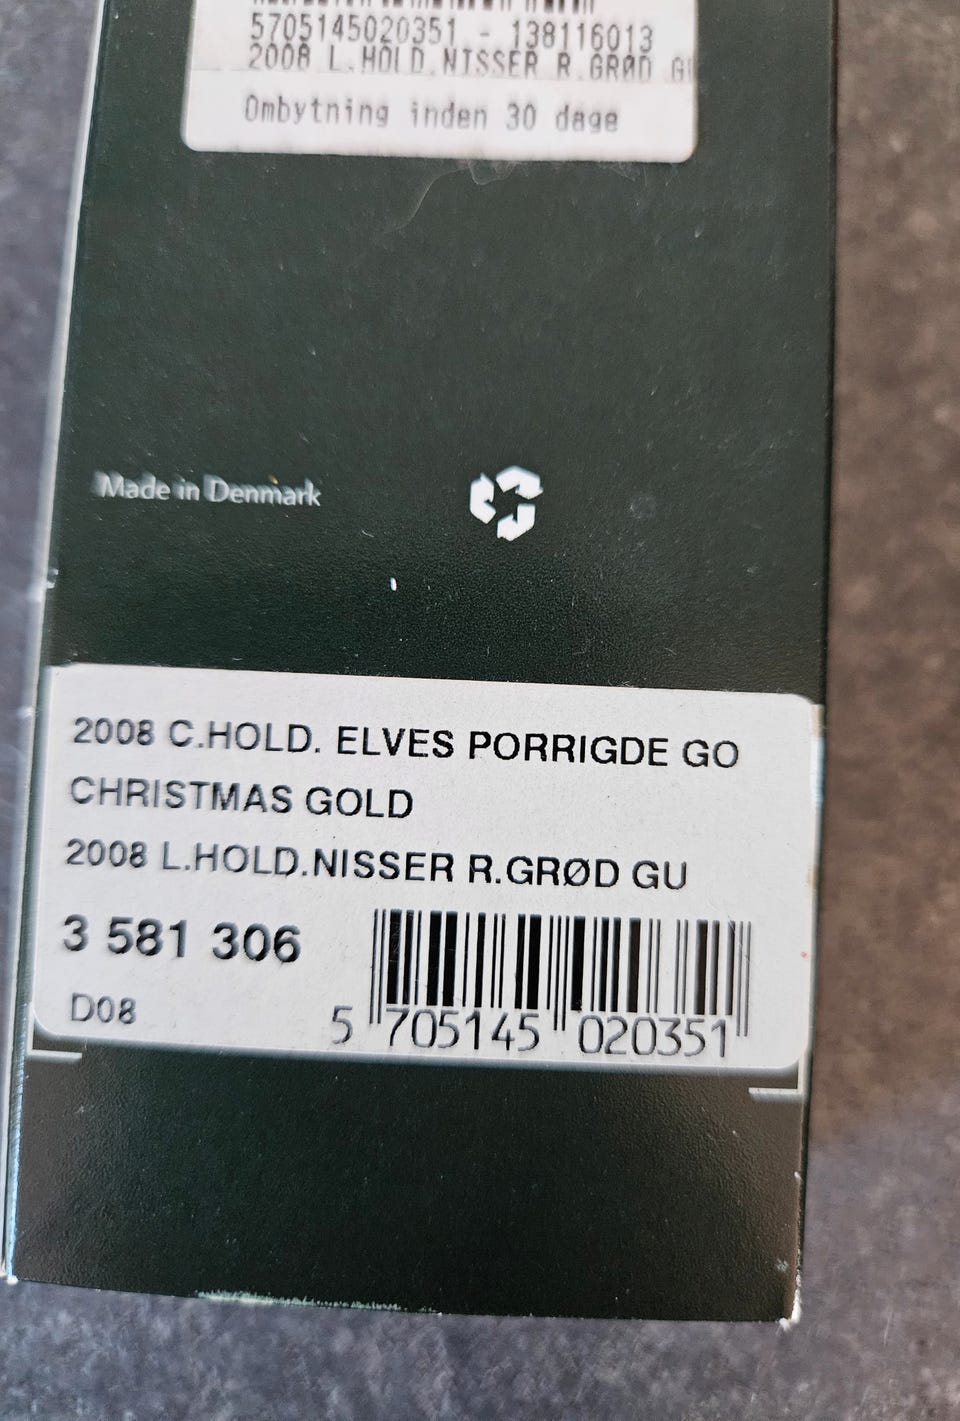 5705145020351 - 138116013
2008 L.HOLD.NISSER R.GRØD GU
Ombytning inden 30 dage
Made in Denmark
2008 C.HOLD. ELVES PORRIGDE GO
CHRISTMAS GOLD
2008 L.HOLD.NISSER R.GRØD GU
3 581 306
D08
5 705145 020351